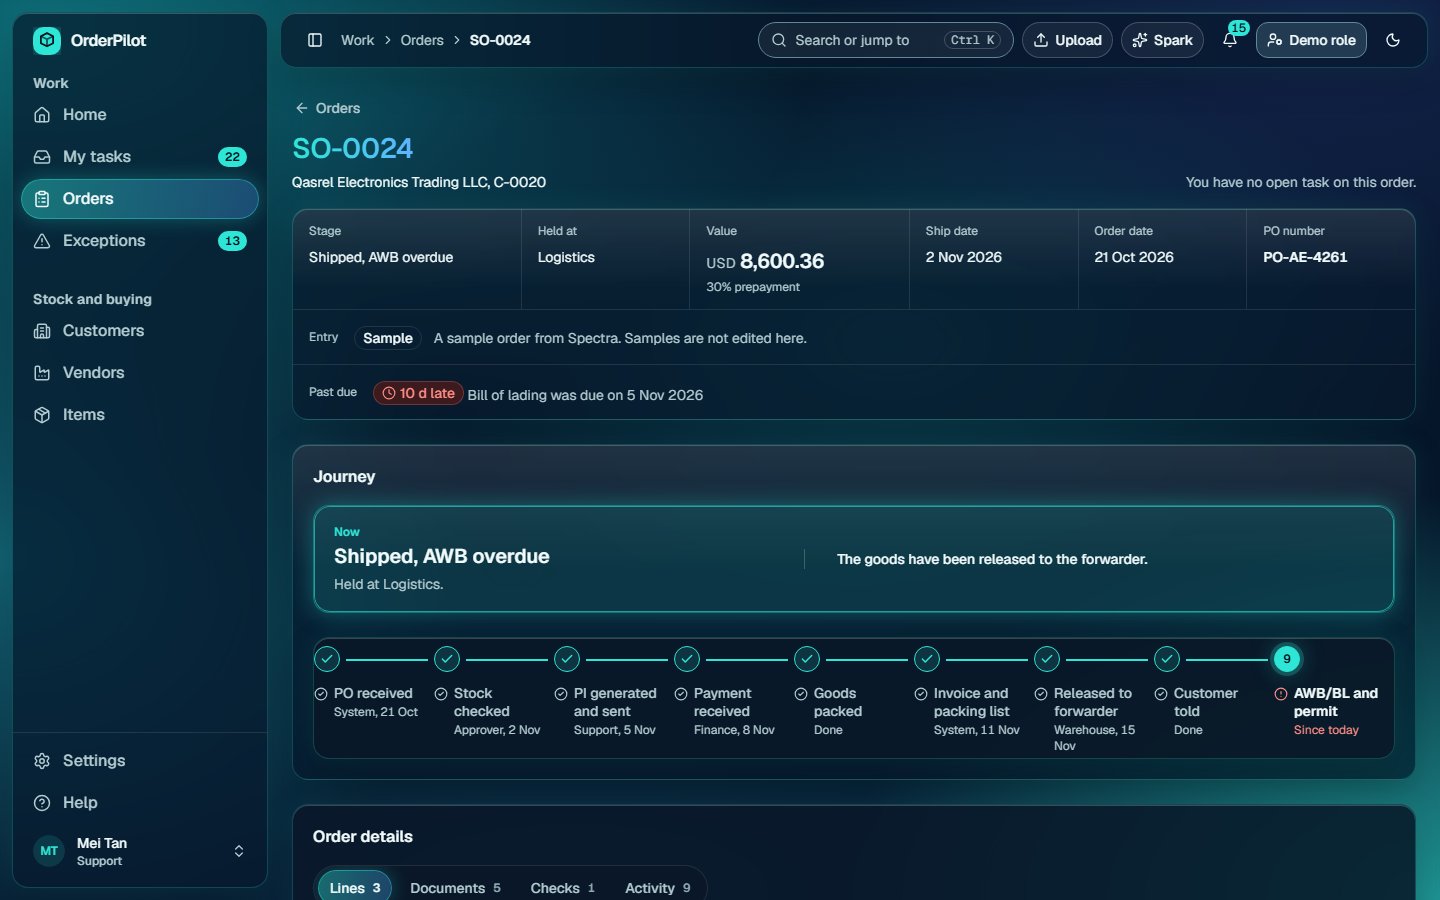 OrderPilot
Work
Home
My tasks 22
Orders
Exceptions 13
Stock and buying
Customers
Vendors
Items
Settings
Help
MT
Mei Tan
Support
Work > Orders > SO-0024
Search or jump to Ctrl K
Upload
Spark
15
Demo role
← Orders
SO-0024
Qasrel Electronics Trading LLC, C-0020
You have no open task on this order.
Stage
Shipped, AWB overdue
Held at
Logistics
Value
USD 8,600.36
30% prepayment
Ship date
2 Nov 2026
Order date
21 Oct 2026
PO number
PO-AE-4261
Entry Sample A sample order from Spectra. Samples are not edited here.
Past due 10 d late Bill of lading was due on 5 Nov 2026
Journey
Now
Shipped, AWB overdue
Held at Logistics.
The goods have been released to the forwarder.
PO received
System, 21 Oct
Stock
checked
Approver, 2 Nov
PI generated
and sent
Support, 5 Nov
Payment
received
Finance, 8 Nov
Goods
packed
Done
Invoice and
packing list
System, 11 Nov
Released to
forwarder
Warehouse, 15
Nov
Customer
told
Done
9
AWB/BL and
permit
Since today
Order details
Lines 3
Documents 5
Checks 1
Activity 9